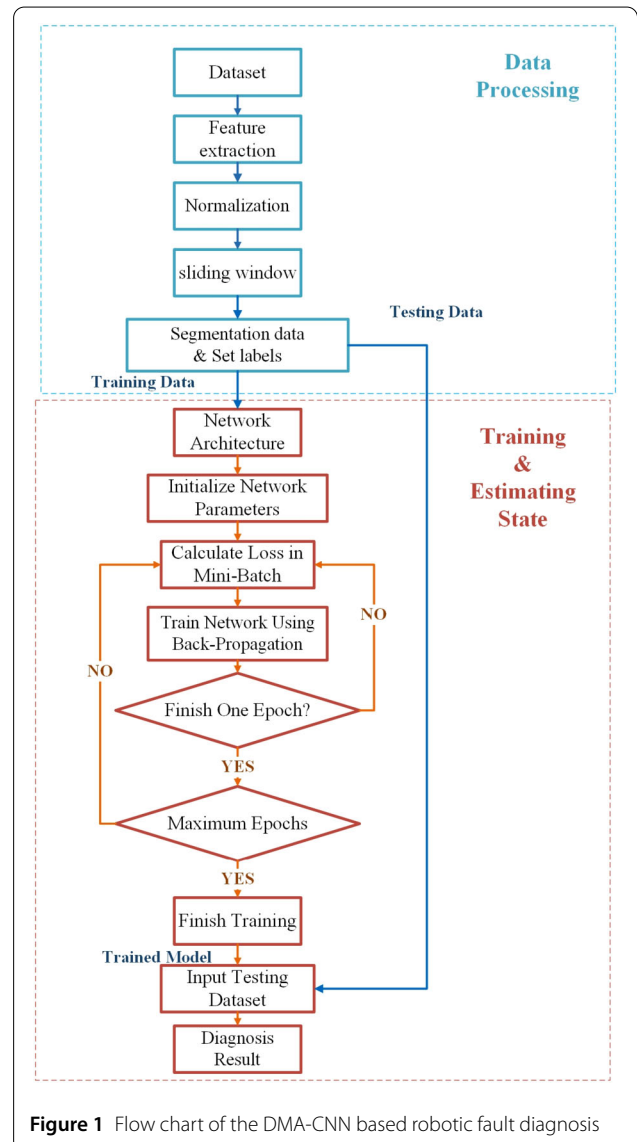 Data
Processing
Dataset
Feature
extraction
Normalization
sliding window
Testing Data
Segmentation data
& Set labels
Training Data
Training
&
Estimating
State
Network
Architecture
Initialize Network
Parameters
Calculate Loss in
Mini-Batch
Train Network Using
Back-Propagation
NO
NO
Finish One Epoch?
YES
Maximum Epochs
YES
Finish Training
Trained Model
Input Testing
Dataset
Diagnosis
Result
Figure 1 Flow chart of the DMA-CNN based robotic fault diagnosis